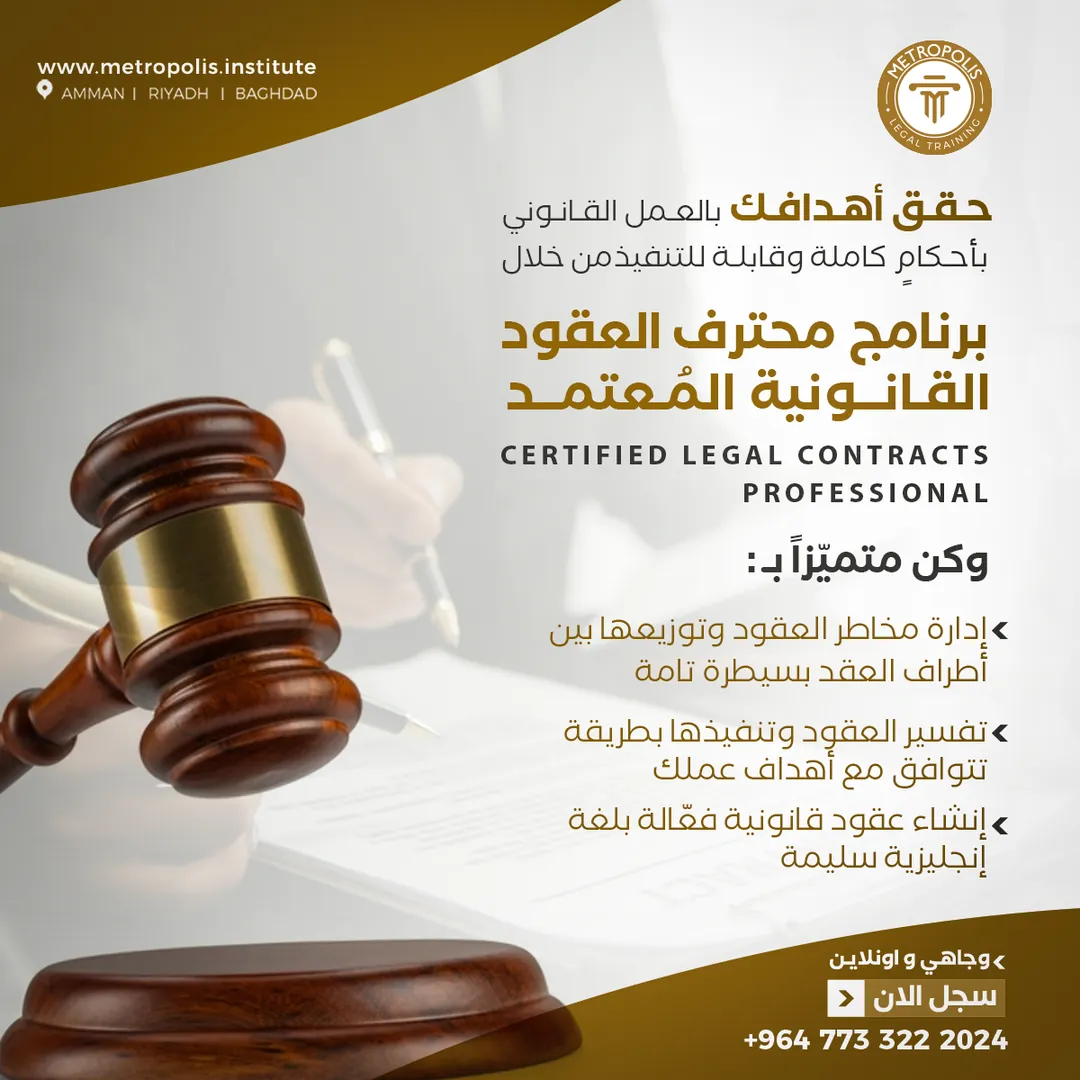 www.metropolis.institute
AMMAN | RIYADH | BAGHDAD
METROPOLIS
LEGAL TRAINING
حقق أهدافك بالعمل القانوني
بأحكامٍ كاملة وقابلة للتنفيذمن خلال
برنامج محترف العقود
القانونية المُعتمد
CERTIFIED LEGAL CONTRACTS
PROFESSIONAL
وكن متميّزاً بـ :
إدارة مخاطر العقود وتوزيعها بين
أطراف العقد بسيطرة تامة
تفسير العقود وتنفيذها بطريقة
تتوافق مع أهداف عملك
إنشاء عقود قانونية فعّالة بلغة
إنجليزية سليمة
وجاهي و اونلاين
سجل الان
+964 773 322 2024